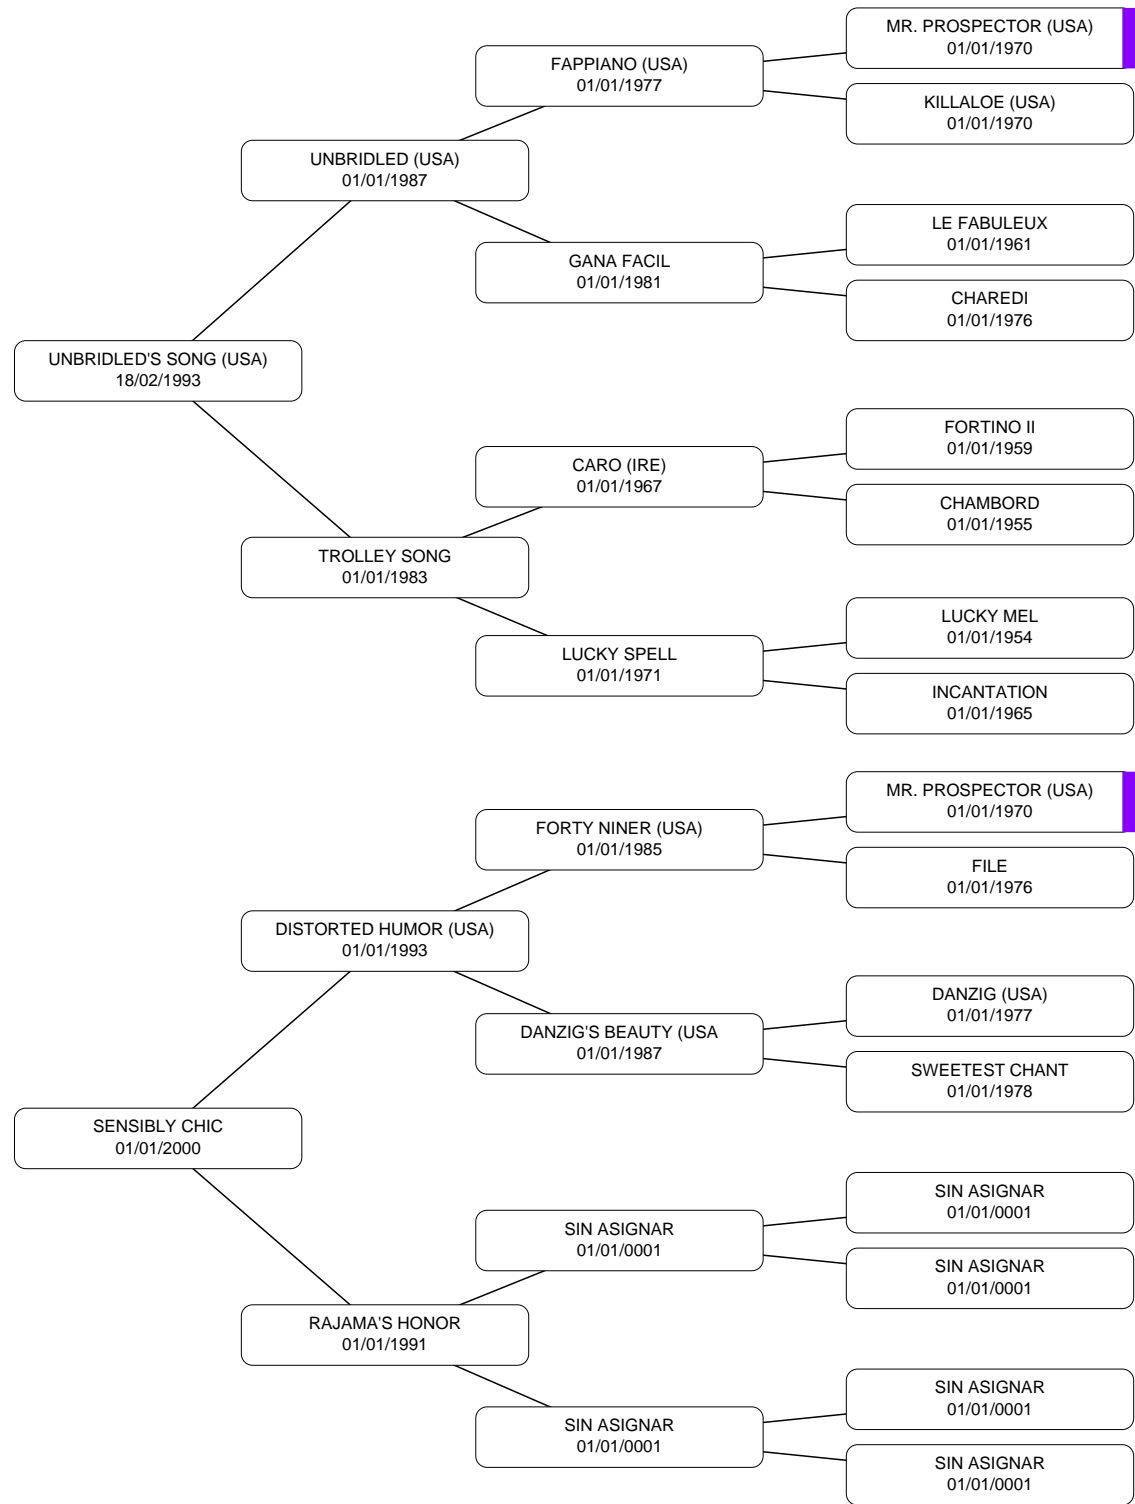 MR. PROSPECTOR (USA)
01/01/1970
FAPPIANO (USA)
01/01/1977
KILLALOE (USA)
01/01/1970
UNBRIDLED (USA)
01/01/1987
LE FABULEUX
01/01/1961
GANA FACIL
01/01/1981
CHAREDI
01/01/1976
UNBRIDLED'S SONG (USA)
18/02/1993
FORTINO II
01/01/1959
CARO (IRE)
01/01/1967
CHAMBORD
01/01/1955
TROLLEY SONG
01/01/1983
LUCKY MEL
01/01/1954
LUCKY SPELL
01/01/1971
INCANTATION
01/01/1965
MR. PROSPECTOR (USA)
01/01/1970
FORTY NINER (USA)
01/01/1985
FILE
01/01/1976
DISTORTED HUMOR (USA)
01/01/1993
DANZIG (USA)
01/01/1977
DANZIG'S BEAUTY (USA
01/01/1987
SWEETEST CHANT
01/01/1978
SENSIBLY CHIC
01/01/2000
SIN ASIGNAR
01/01/0001
SIN ASIGNAR
01/01/0001
SIN ASIGNAR
01/01/0001
RAJAMA'S HONOR
01/01/1991
SIN ASIGNAR
01/01/0001
SIN ASIGNAR
01/01/0001
SIN ASIGNAR
01/01/0001